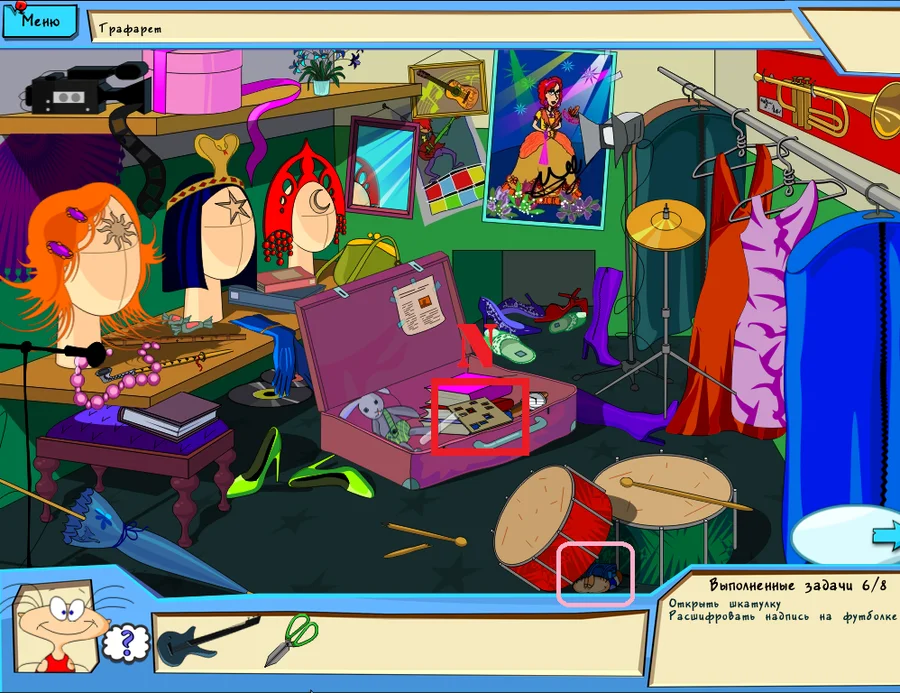 Меню
Трафарет
N
?
Выполненные задачи 6/8
Открыть шкатулку
Расшифровать надпись на футболке